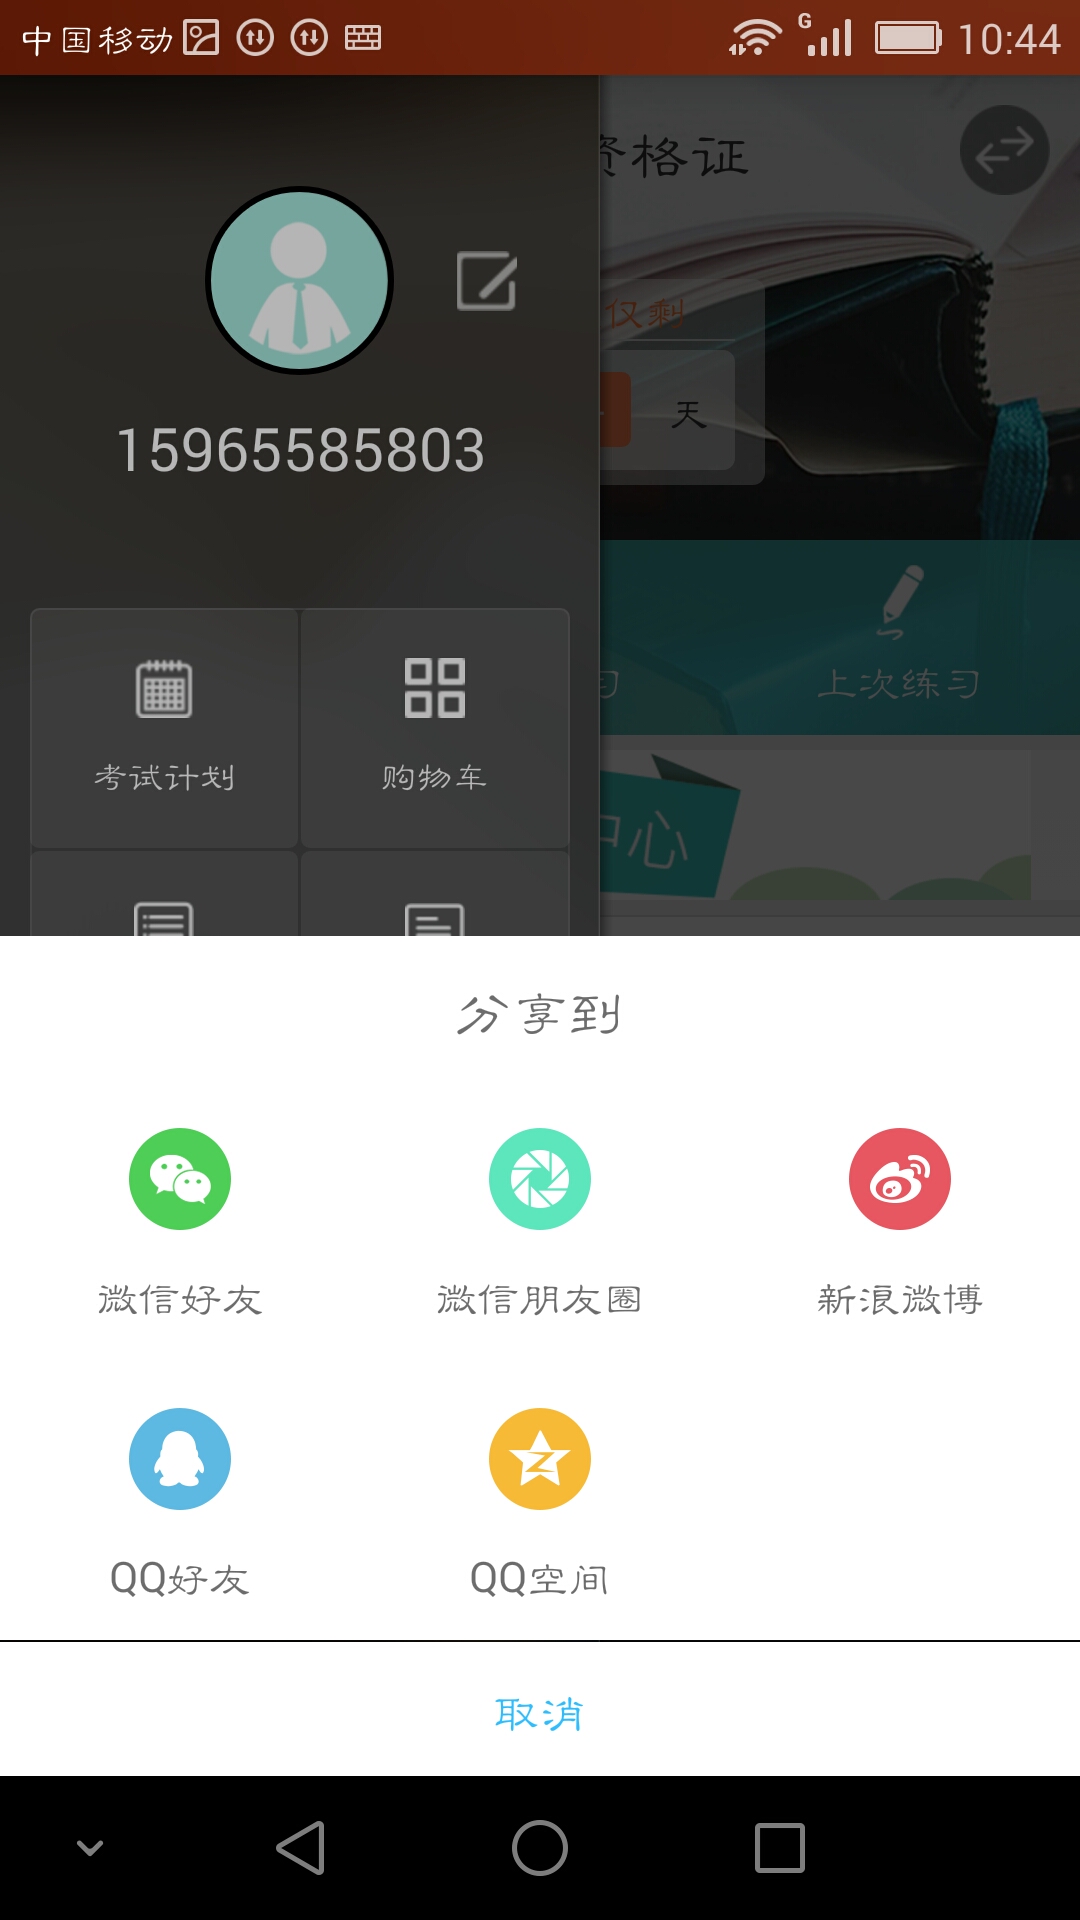 中国移动 G 10:44
资格证
仅剩
天
15965585803
上次练习
习
考试计划 购物车
中心
分享到
微信好友 微信朋友圈 新浪微博
QQ好友 QQ空间
取消